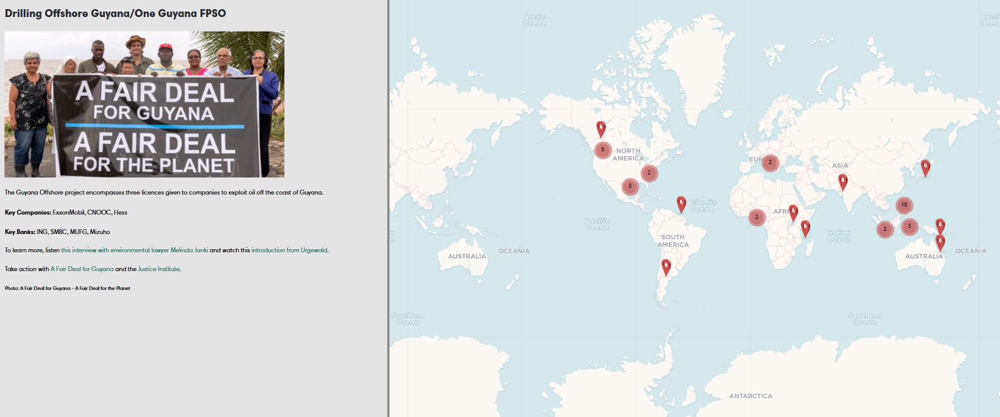 Drilling Offshore Guyana/One Guyana FPSO
A FAIR DEAL
FOR GUYANA
A FAIR DEAL
FOR THE PLANET
The Guyana Offshore project encompasses three licences given to companies to exploit oil off the coast of Guyana.
Key Companies: ExxonMobil, CNOOC, Hess
Key Banks: ING, SMBC, MUFG, Mizuho
To learn more, listen this interview with environmental lawyer Melinda Janki and watch this introduction from Urgewald.
Take action with A Fair Deal for Guyana and the Justice Institute.
Photo: A Fair Deal for Guyana - A Fair Deal for the Planet
Arctic
Ocean
5
NORTH
AMERICA
2
3
EUR
2
ASIA
Atlantic
Ocean
Pacific
Ocean
SOUTH
AMERICA
2
AFRI
Indian
Ocean
18
3
3
AUSTRALIA
OCEANIA
AUSTRALIA
OCEANIA
Southern
Ocean
Southern
Ocean
ANTARCTICA